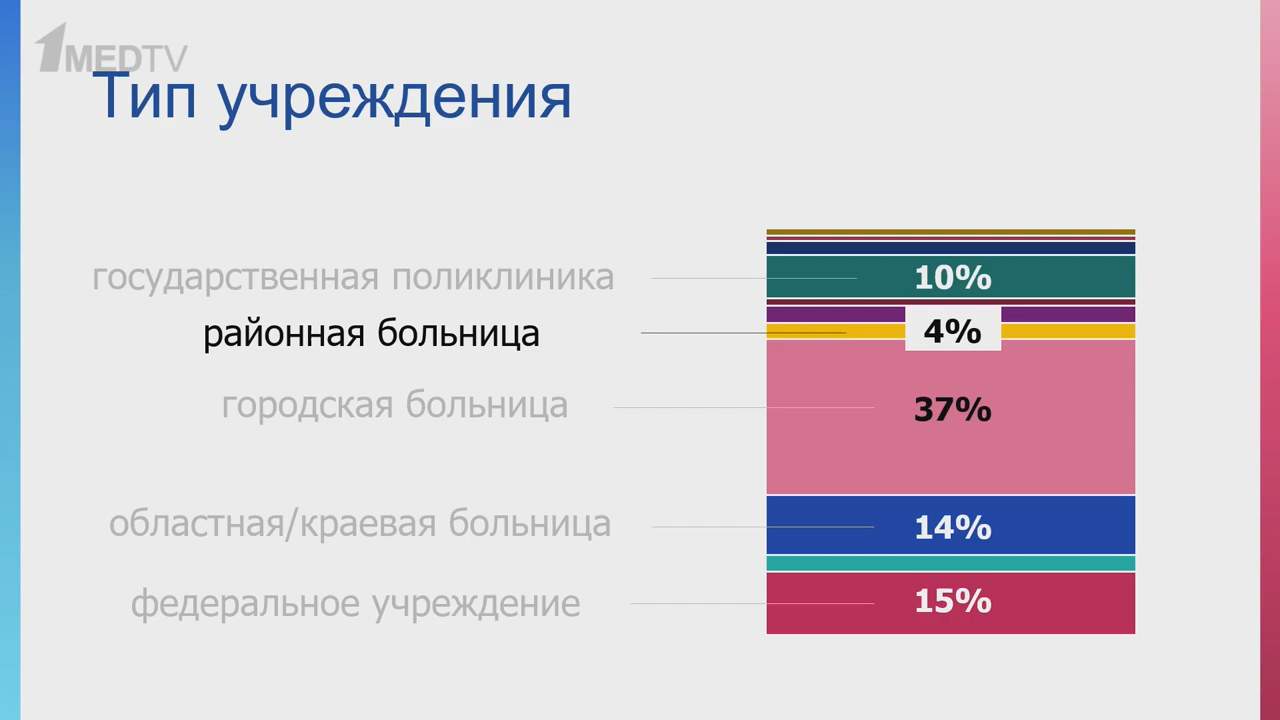 1MEDTV
Тип учреждения
государственная поликлиника 10%
районная больница 4%
городская больница 37%
областная/краевая больница 14%
федеральное учреждение 15%